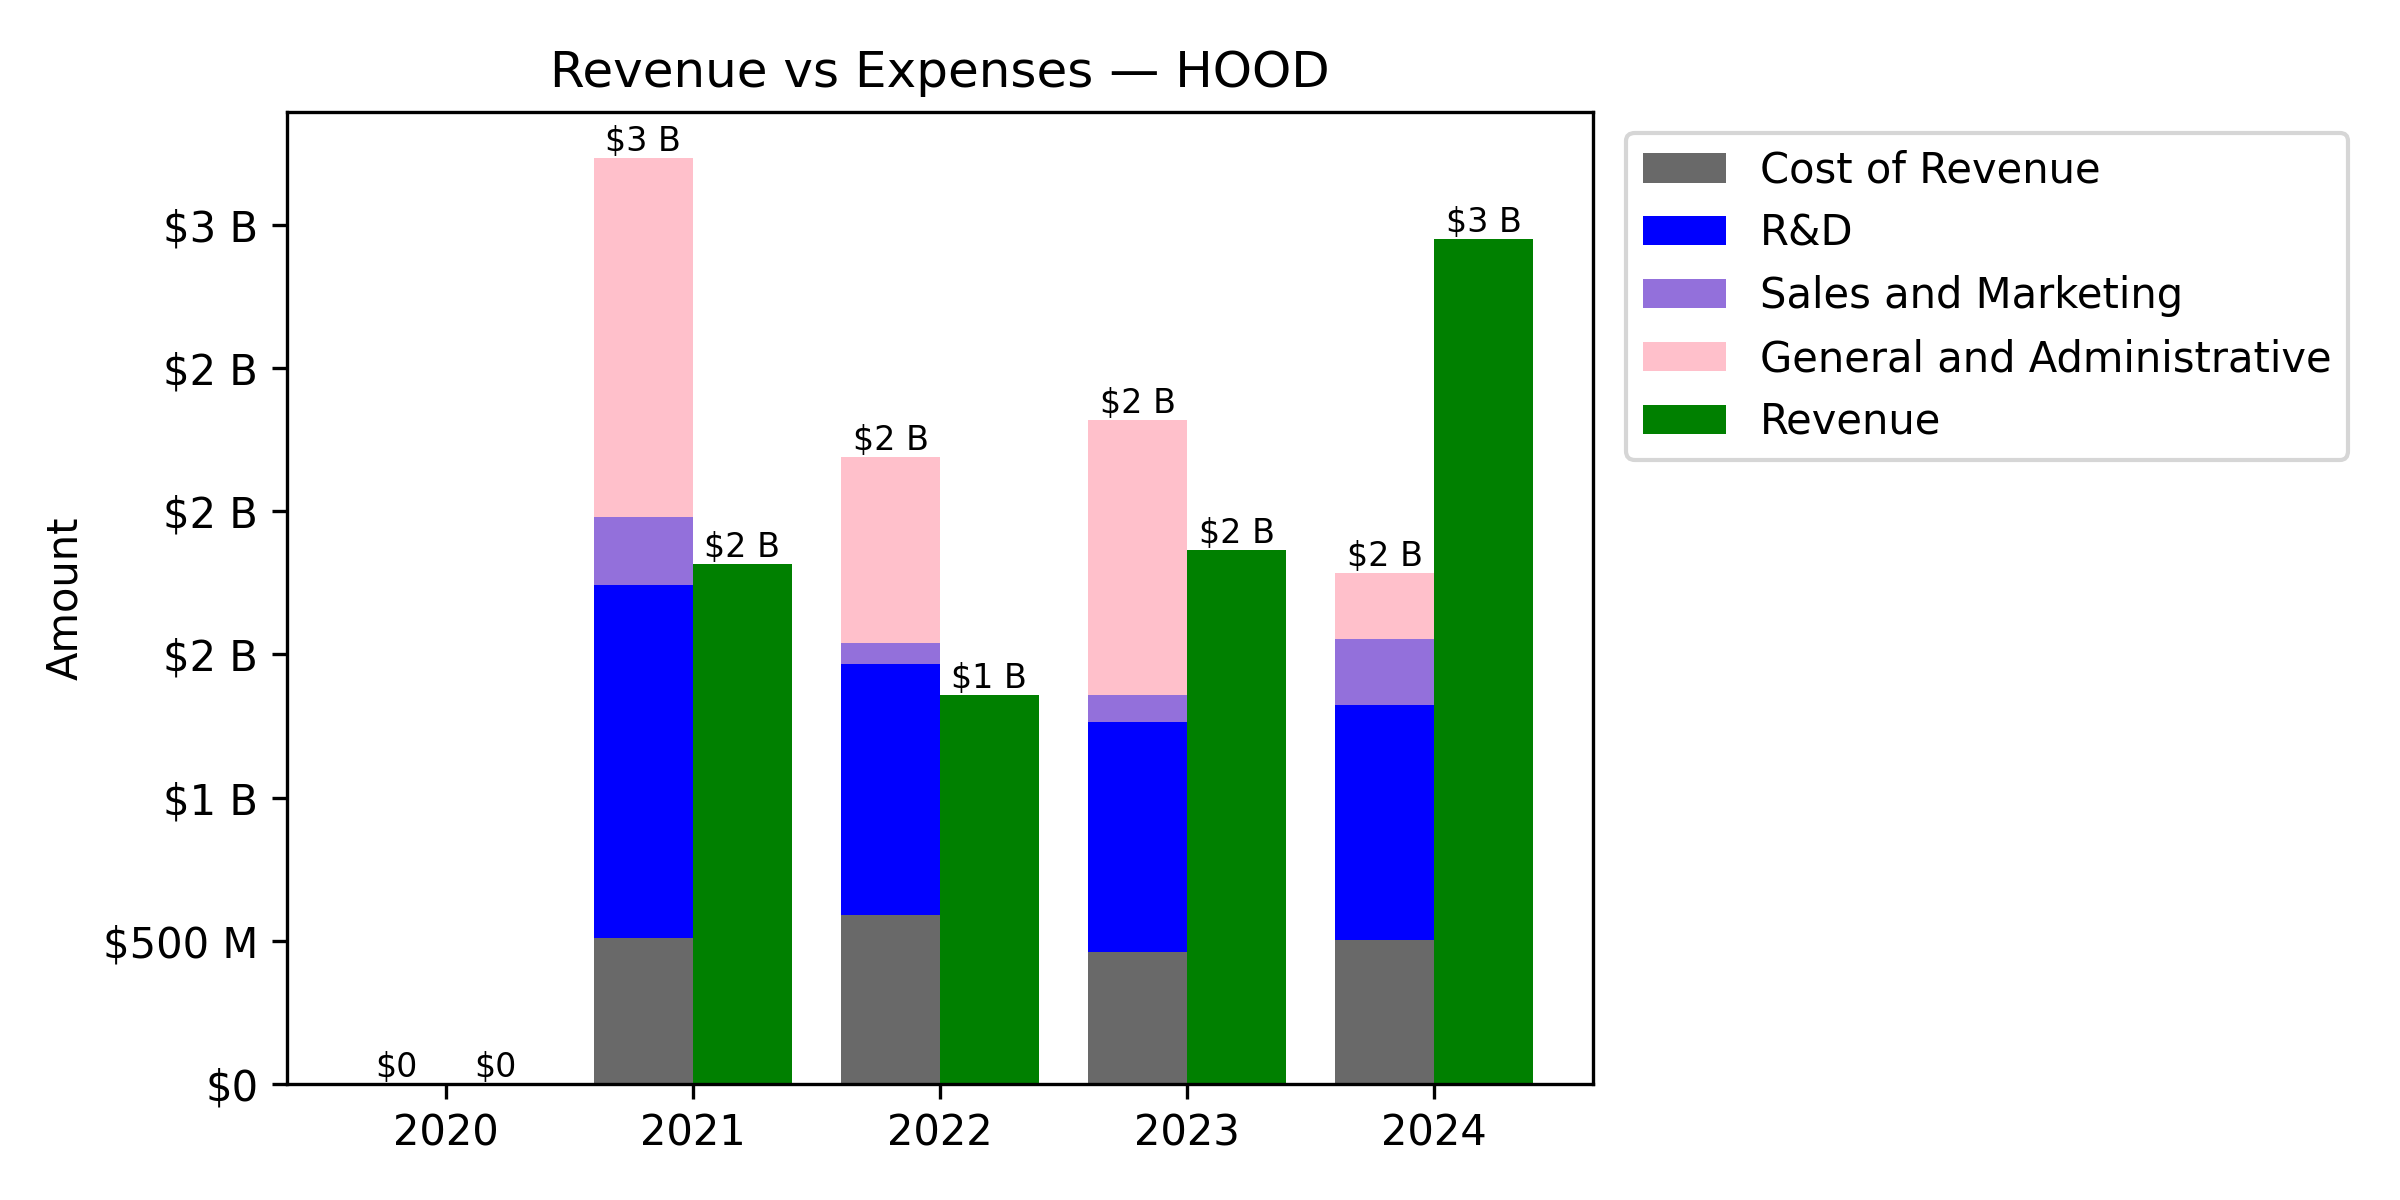 Revenue vs Expenses — HOOD
Amount
$3 B
$2 B
$2 B
$2 B
$1 B
$500 M
$0
$0 $0
$3 B
$2 B
$2 B
$1 B
$2 B
$2 B
$2 B
$3 B
2020 2021 2022 2023 2024
Cost of Revenue
R&D
Sales and Marketing
General and Administrative
Revenue